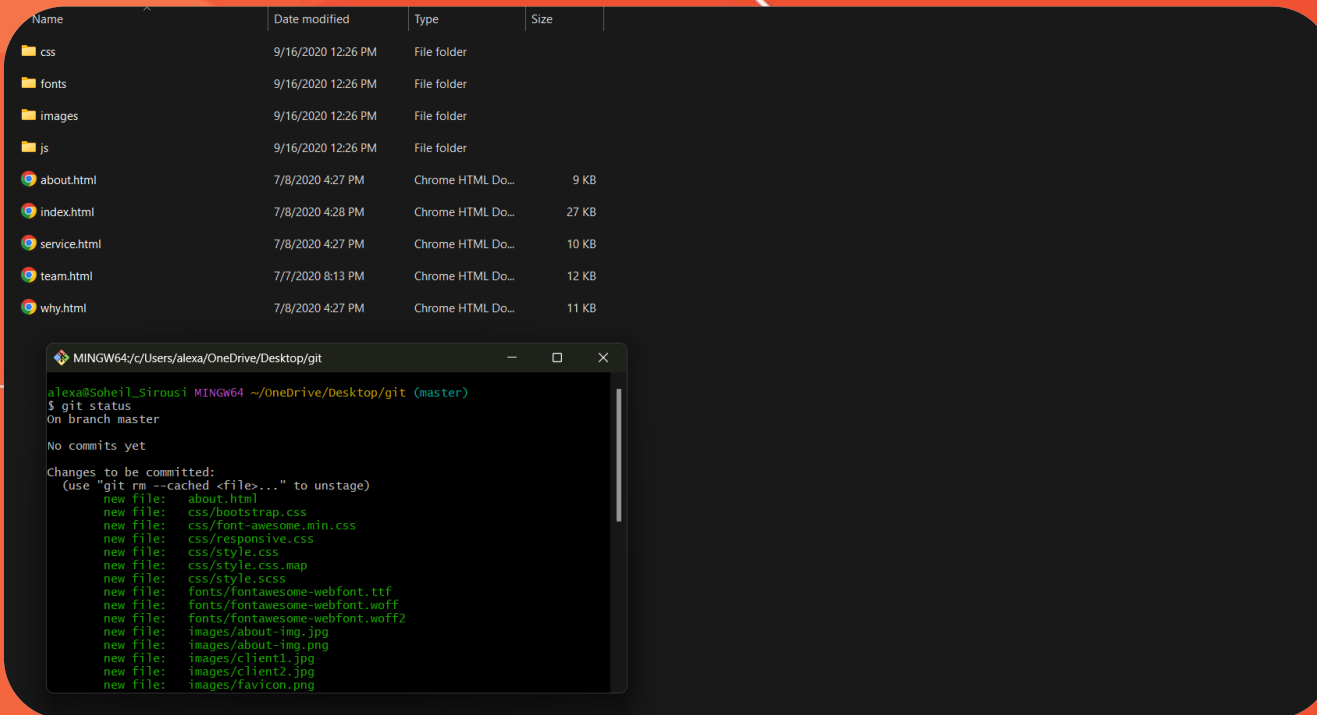 Name Date modified Type Size
css 9/16/2020 12:26 PM File folder
fonts 9/16/2020 12:26 PM File folder
images 9/16/2020 12:26 PM File folder
js 9/16/2020 12:26 PM File folder
about.html 7/8/2020 4:27 PM Chrome HTML Do... 9 KB
index.html 7/8/2020 4:28 PM Chrome HTML Do... 27 KB
service.html 7/8/2020 4:27 PM Chrome HTML Do... 10 KB
team.html 7/7/2020 8:13 PM Chrome HTML Do... 12 KB
why.html 7/8/2020 4:27 PM Chrome HTML Do... 11 KB
MINGW64:/c/Users/alexa/OneDrive/Desktop/git
alexa@Soheil_Sirousi MINGW64 ~/OneDrive/Desktop/git (master)
$ git status
On branch master
No commits yet
Changes to be committed:
(use "git rm --cached <file>..." to unstage)
new file: about.html
new file: css/bootstrap.css
new file: css/font-awesome.min.css
new file: css/responsive.css
new file: css/style.css
new file: css/style.css.map
new file: css/style.scss
new file: fonts/fontawesome-webfont.ttf
new file: fonts/fontawesome-webfont.woff
new file: fonts/fontawesome-webfont.woff2
new file: images/about-img.jpg
new file: images/about-img.png
new file: images/client1.jpg
new file: images/client2.jpg
new file: images/favicon.png